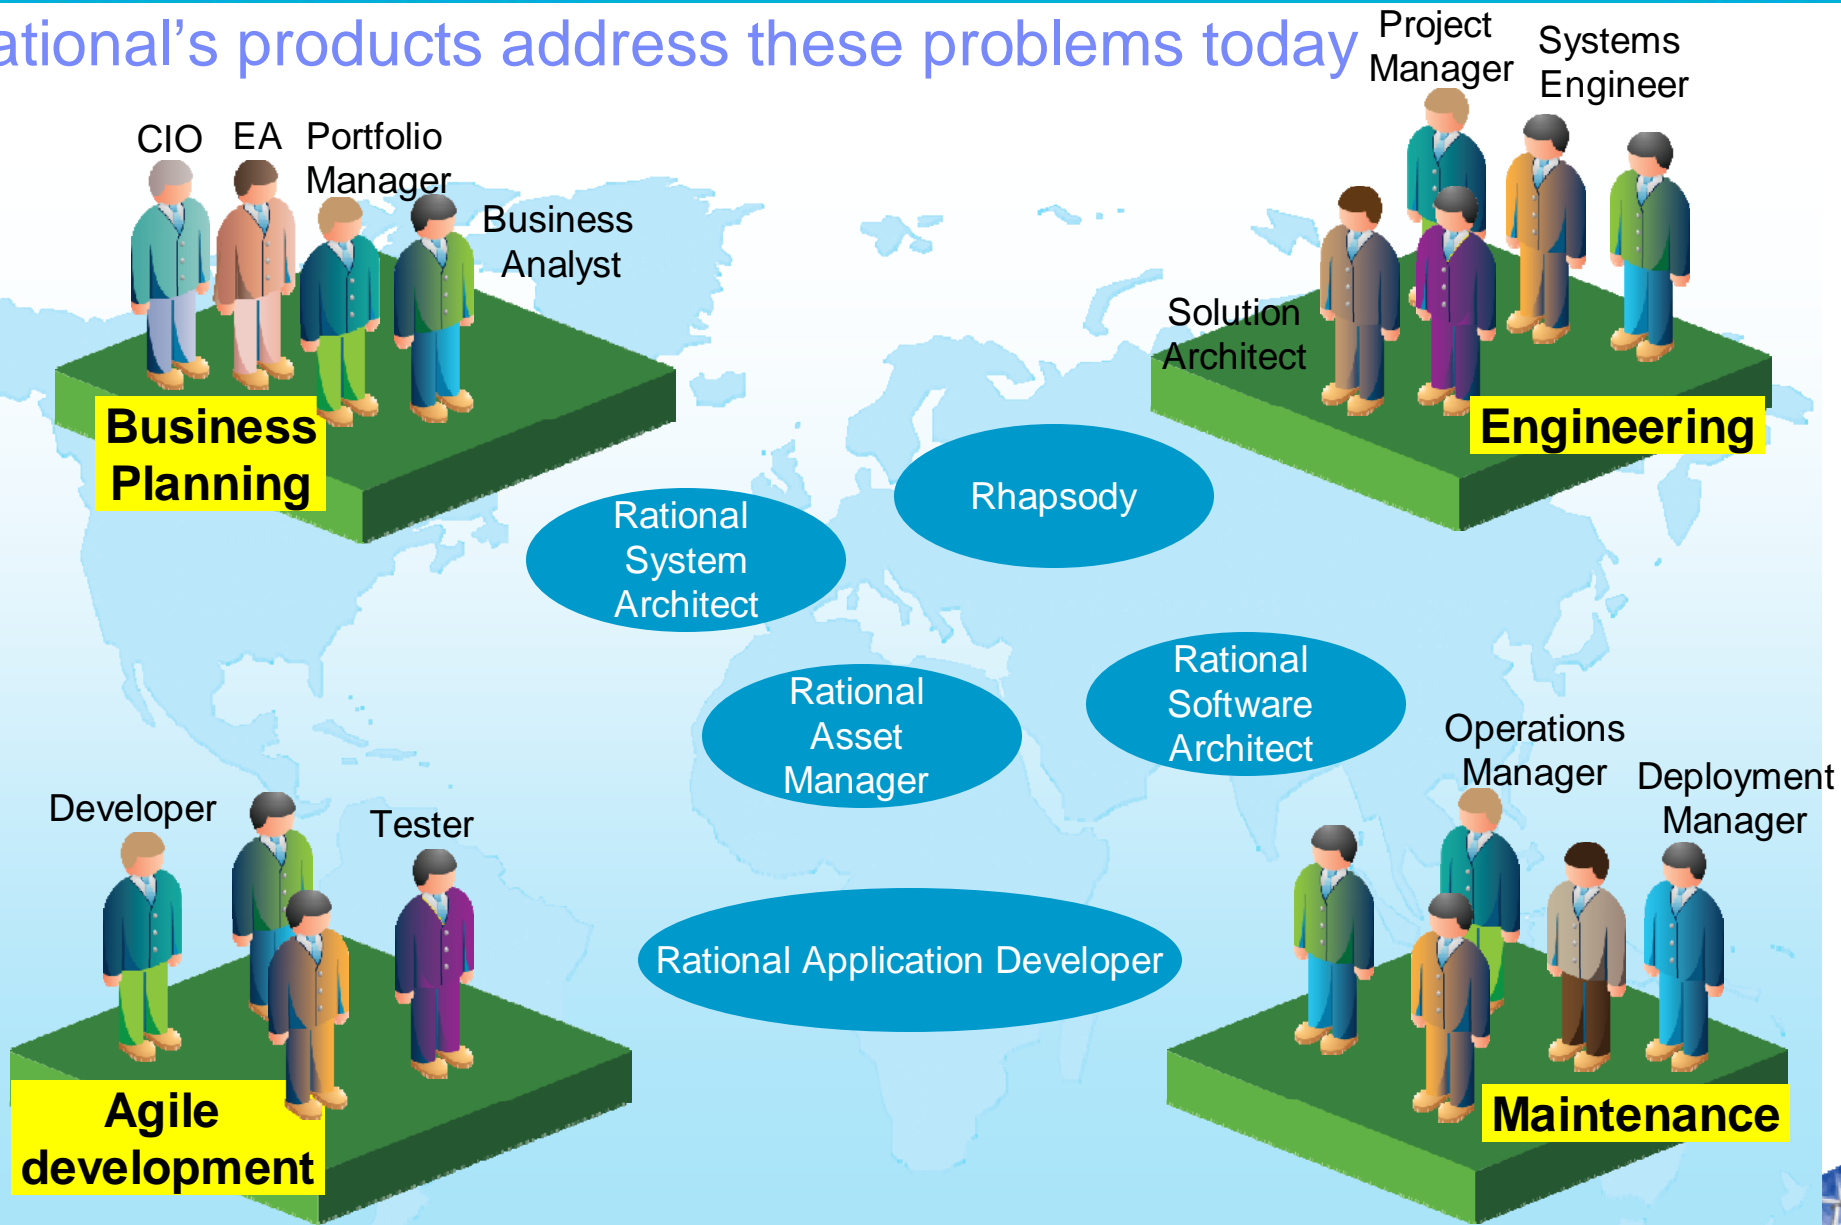 ational's products address these problems today
Project
Manager
Systems
Engineer
CIO
EA
Portfolio
Manager
Business
Analyst
Solution
Architect
Business
Planning
Engineering
Rhapsody
Rational
System
Architect
Rational
Software
Architect
Rational
Asset
Manager
Operations
Manager
Deployment
Manager
Developer
Tester
Rational Application Developer
Agile
development
Maintenance